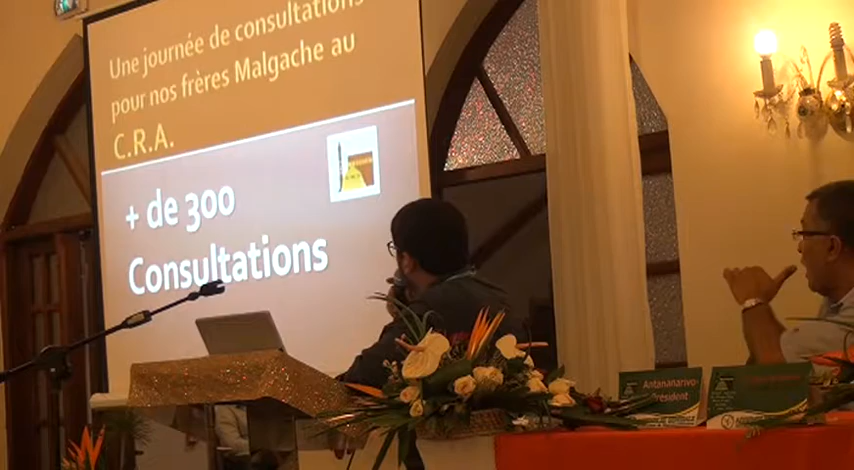 Une journée de consultations
pour nos frères Malgache au
C.R.A.
+ de 300
Consultations
Antananarivo-
Président